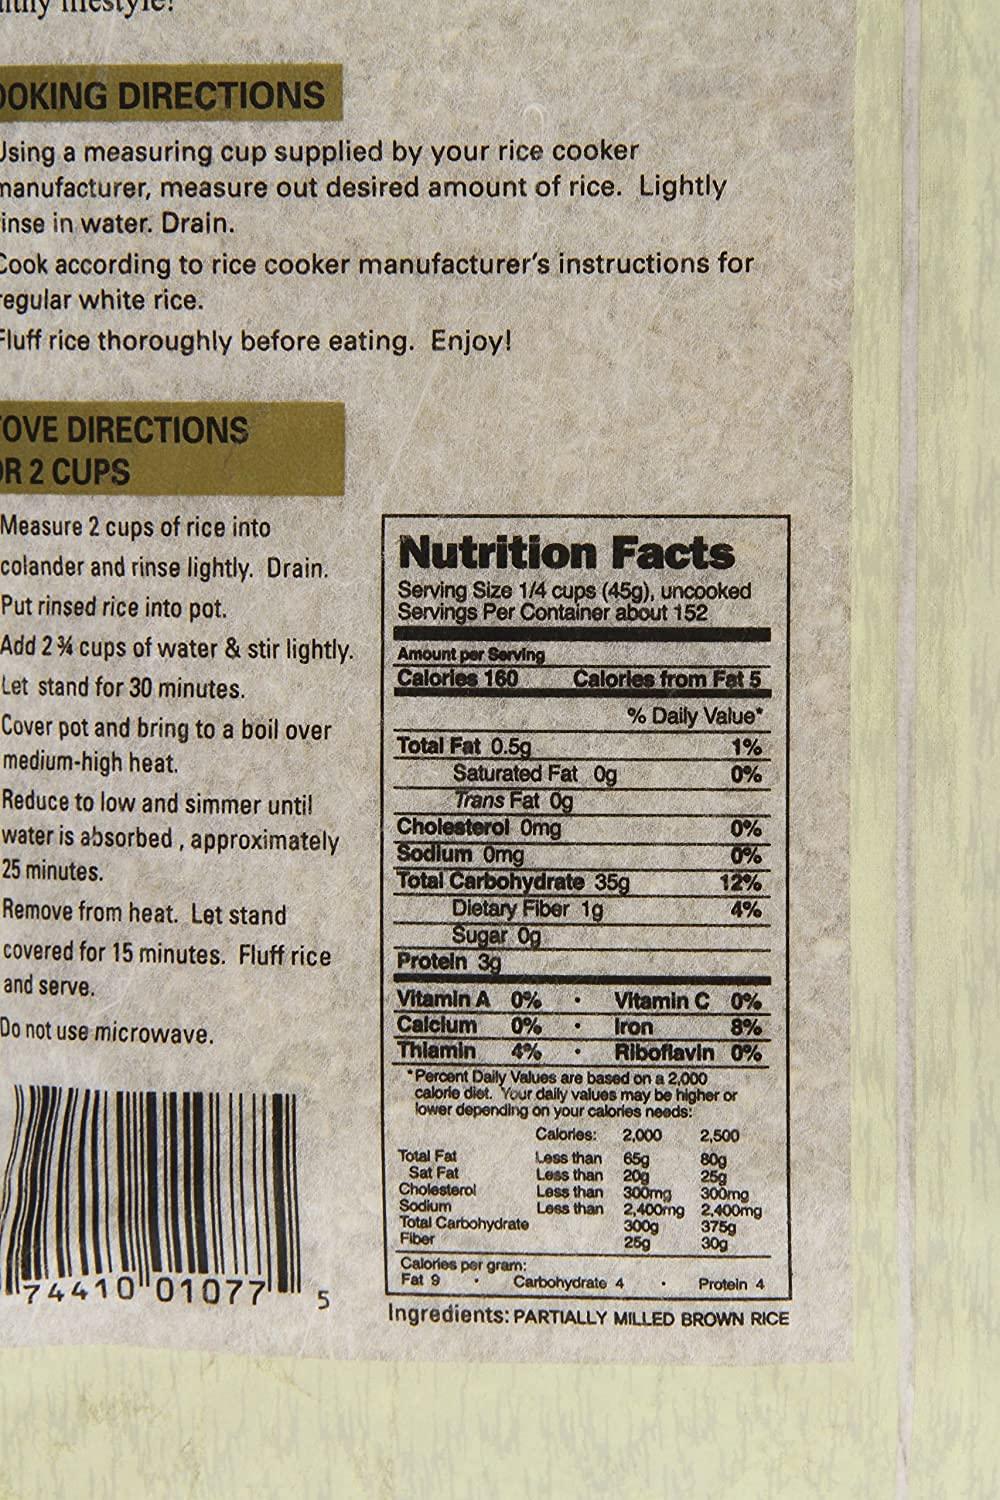 lifestyle!
DIRECTIONS
a measuring cup supplied by your rice cooker
manufacturer, measure out desired amount of rice. Lightly
in water. Drain.
Cook according to rice cooker manufacturer's instructions for
regular white rice.
Fluff rice thoroughly before eating. Enjoy!
DIRECTIONS
2 CUPS
Measure 2 cups of rice into
colander and rinse lightly. Drain.
Put rinsed rice into pot.
Add 2 ¾ cups of water & stir lightly.
Let stand for 30 minutes.
Cover pot and bring to a boil over
medium-high heat.
Reduce to low and simmer until
water is absorbed , approximately
25 minutes.
Remove from heat. Let stand
covered for 15 minutes. Fluff rice
and serve.
Do not use microwave.
74410 01077 5
Nutrition Facts
Serving Size 1/4 cups (45g), uncooked
Servings Per Container about 152
Amount per Serving
Calories 160 Calories from Fat 5
% Daily Value*
Total Fat 0.5g 1%
Saturated Fat 0g 0%
Trans Fat 0g
Cholesterol 0mg 0%
Sodium 0mg 0%
Total Carbohydrate 35g 12%
Dietary Fiber 1g 4%
Sugar 0g
Protein 3g
Vitamin A 0% • Vitamin C 0%
Calcium 0% • Iron 8%
Thiamin 4% • Riboflavin 0%
*Percent Daily Values are based on a 2,000
calorie diet. Your daily values may be higher or
lower depending on your calories needs:
Calories: 2,000 2,500
Total Fat Less than 65g 80g
Sat Fat Less than 20g 25g
Cholesterol Less than 300mg 300mg
Sodium Less than 2,400mg 2,400mg
Total Carbohydrate 300g 375g
Fiber 25g 30g
Calories per gram:
Fat 9 • Carbohydrate 4 • Protein 4
Ingredients: PARTIALLY MILLED BROWN RICE